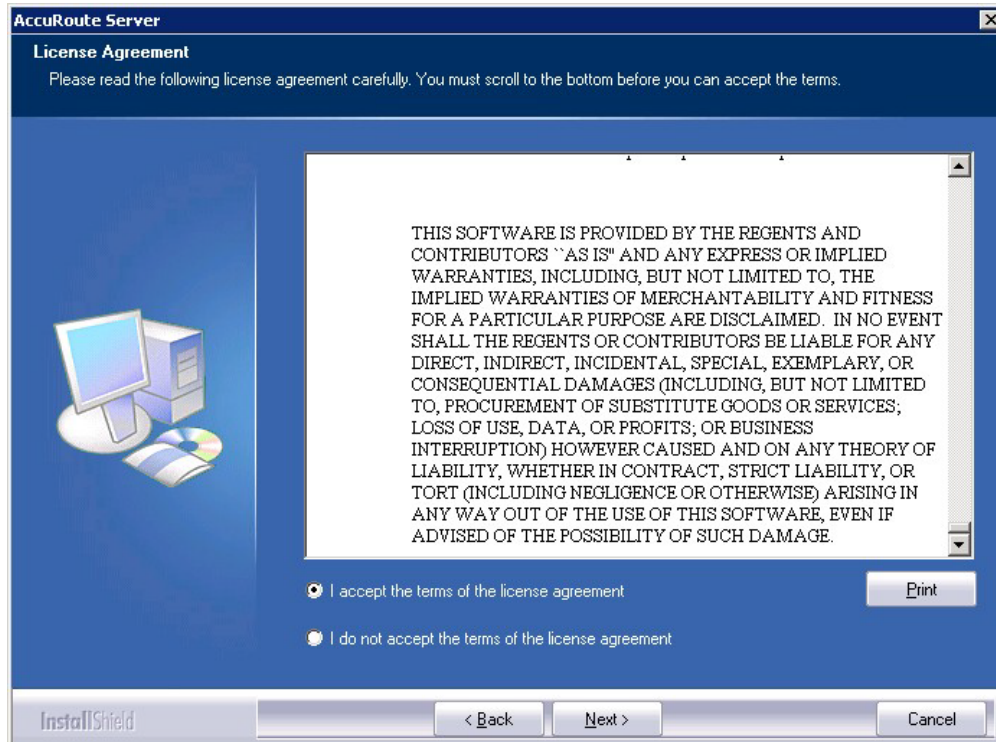 AccuRoute Server
License Agreement
Please read the following license agreement carefully. You must scroll to the bottom before you can accept the terms.
THIS SOFTWARE IS PROVIDED BY THE REGENTS AND
CONTRIBUTORS ``AS IS'' AND ANY EXPRESS OR IMPLIED
WARRANTIES, INCLUDING, BUT NOT LIMITED TO, THE
IMPLIED WARRANTIES OF MERCHANTABILITY AND FITNESS
FOR A PARTICULAR PURPOSE ARE DISCLAIMED.  IN NO EVENT
SHALL THE REGENTS OR CONTRIBUTORS BE LIABLE FOR ANY
DIRECT, INDIRECT, INCIDENTAL, SPECIAL, EXEMPLARY, OR
CONSEQUENTIAL DAMAGES (INCLUDING, BUT NOT LIMITED
TO, PROCUREMENT OF SUBSTITUTE GOODS OR SERVICES;
LOSS OF USE, DATA, OR PROFITS; OR BUSINESS
INTERRUPTION) HOWEVER CAUSED AND ON ANY THEORY OF
LIABILITY, WHETHER IN CONTRACT, STRICT LIABILITY, OR
TORT (INCLUDING NEGLIGENCE OR OTHERWISE) ARISING IN
ANY WAY OUT OF THE USE OF THIS SOFTWARE, EVEN IF
ADVISED OF THE POSSIBILITY OF SUCH DAMAGE.
I accept the terms of the license agreement
Print
I do not accept the terms of the license agreement
InstallShield
< Back
Next >
Cancel